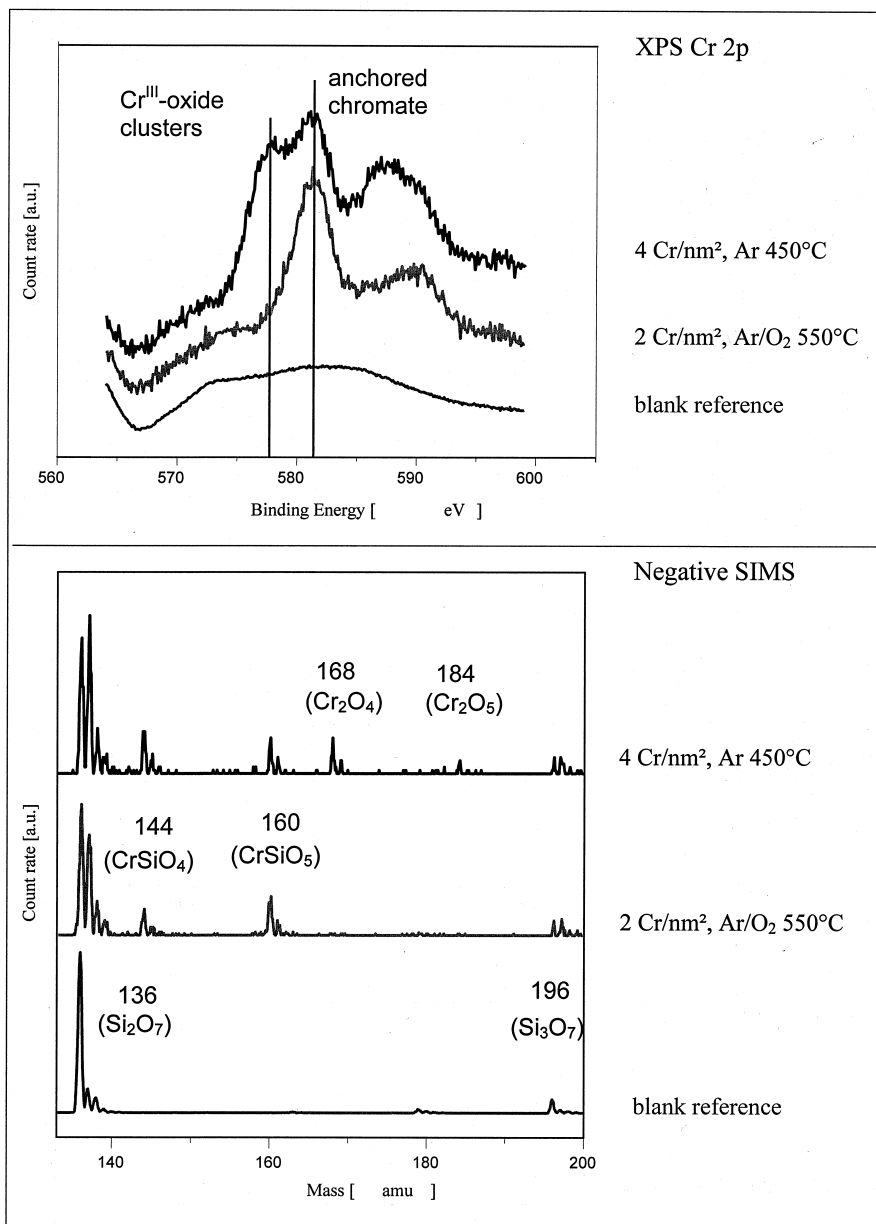 XPS Cr 2p
Cr^III-oxide
clusters
anchored
chromate
Count rate [a.u.]
4 Cr/nm², Ar 450°C
2 Cr/nm², Ar/O₂ 550°C
blank reference
560 570 580 590 600
Binding Energy [ eV ]
Negative SIMS
168
(Cr₂O₄)
184
(Cr₂O₅)
4 Cr/nm², Ar 450°C
144
(CrSiO₄)
160
(CrSiO₅)
Count rate [a.u.]
2 Cr/nm², Ar/O₂ 550°C
136
(Si₂O₇)
196
(Si₃O₇)
blank reference
140 160 180 200
Mass [ amu ]